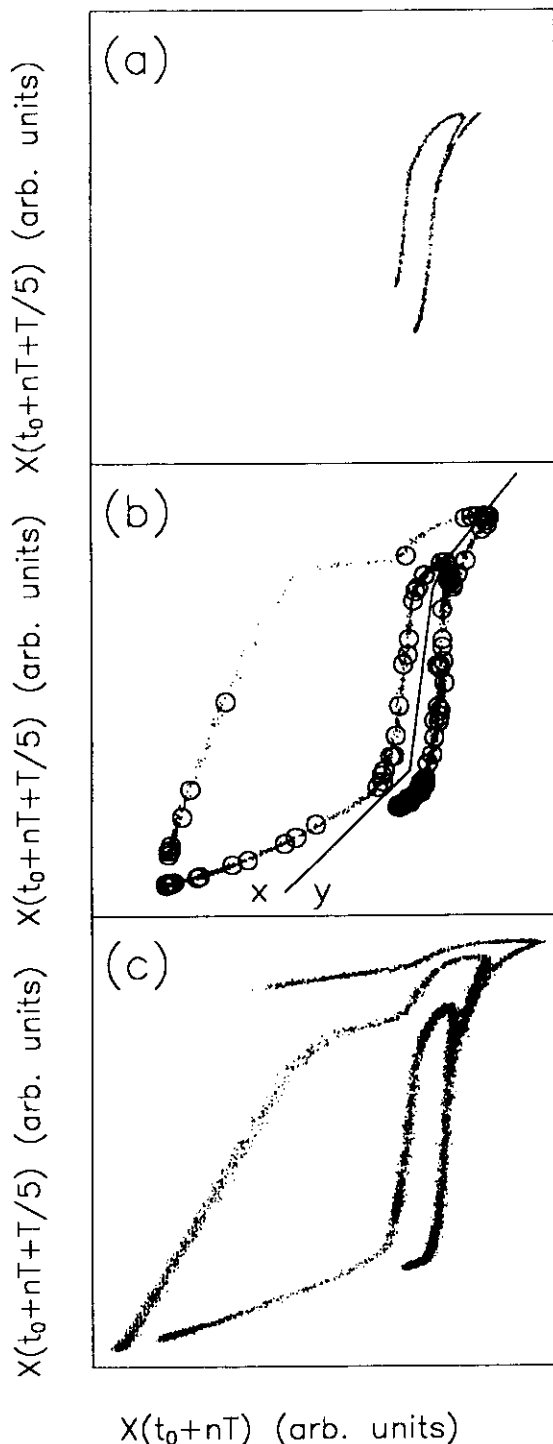 (a)
X(t₀+nT+T/5) (arb. units)
(b)
X(t₀+nT+T/5) (arb. units)
x y
(c)
X(t₀+nT+T/5) (arb. units)
X(t₀+nT) (arb. units)